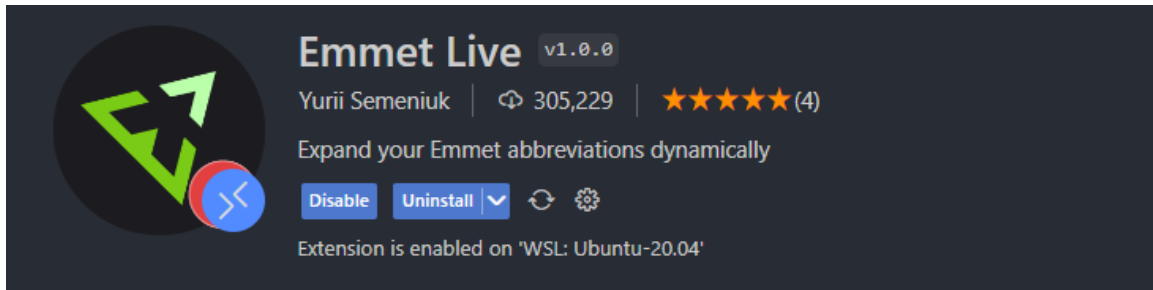 Emmet Live v1.0.0
Yurii Semeniuk 305,229 (4)
Expand your Emmet abbreviations dynamically
Disable Uninstall
Extension is enabled on 'WSL: Ubuntu-20.04'